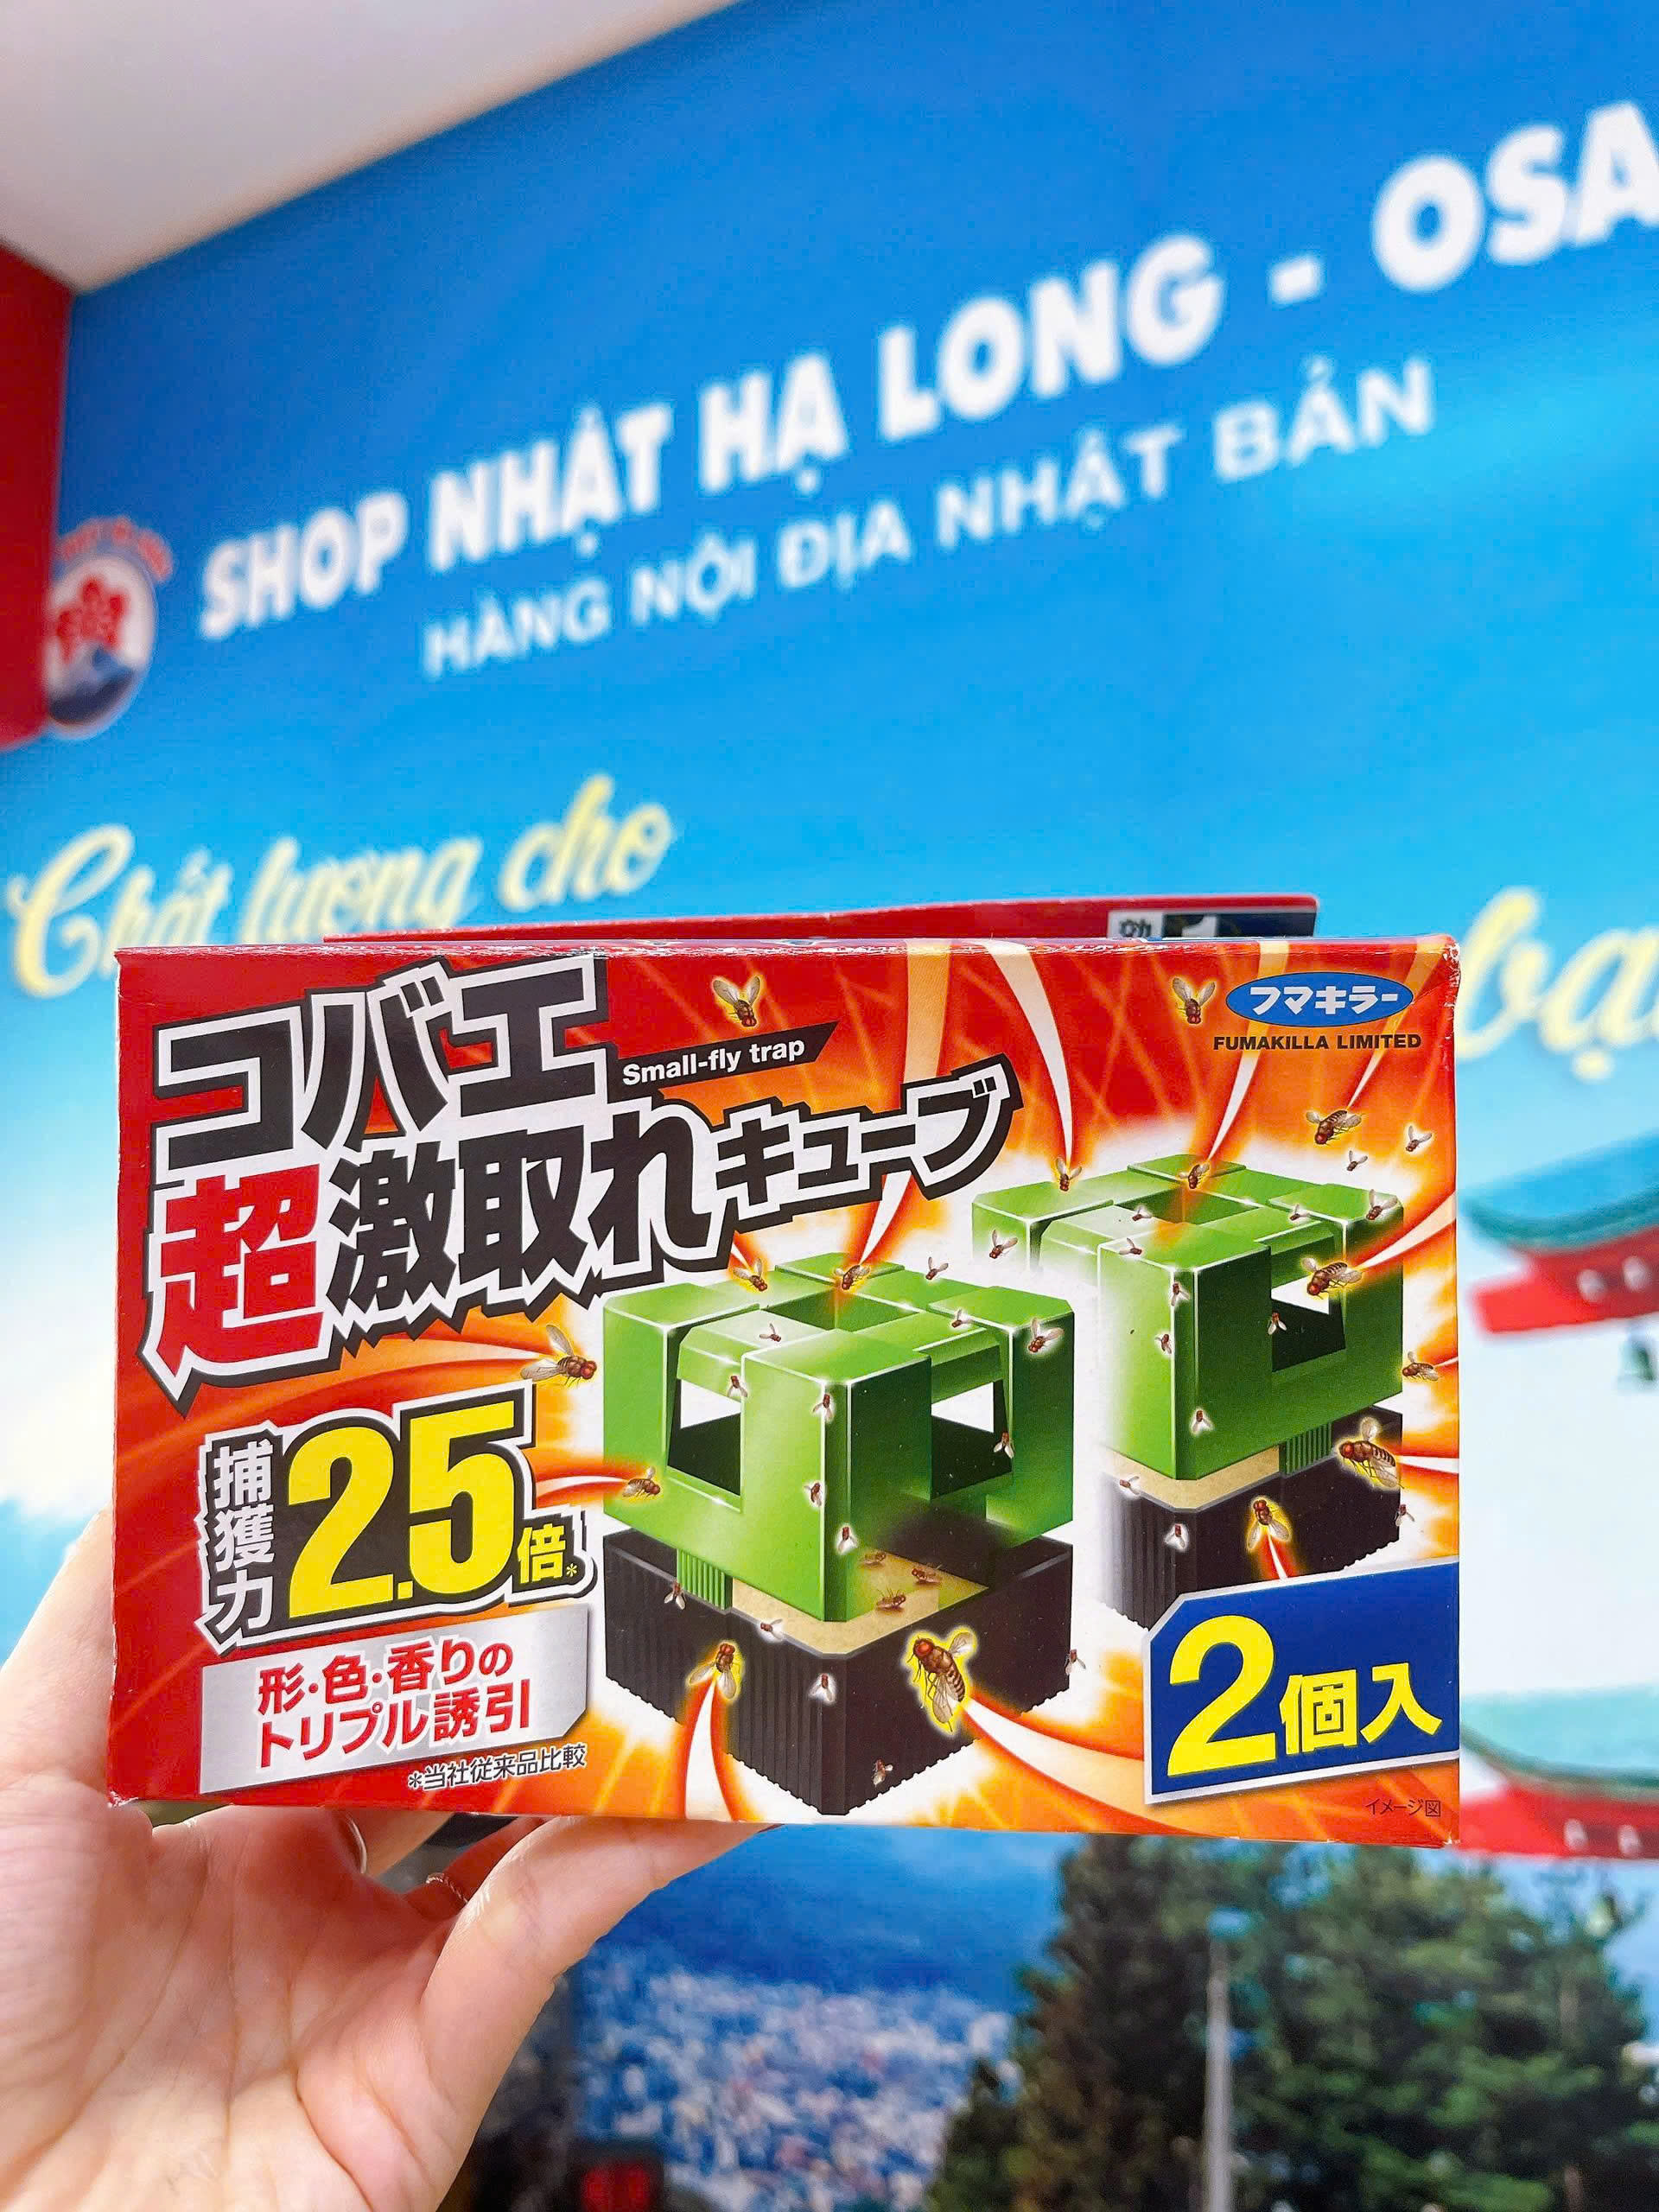 SHOP NHẬT HẠ LONG - OSA
HÀNG NỘI ĐỊA NHẬT BẢN
Chất lượng cho
コバエ
Small-fly trap
超激取れキューブ
フマキラー
FUMAKILLA LIMITED
捕獲力2.5倍*
形・色・香りの
トリプル誘引
*当社従来品比較
2個入
イメージ図